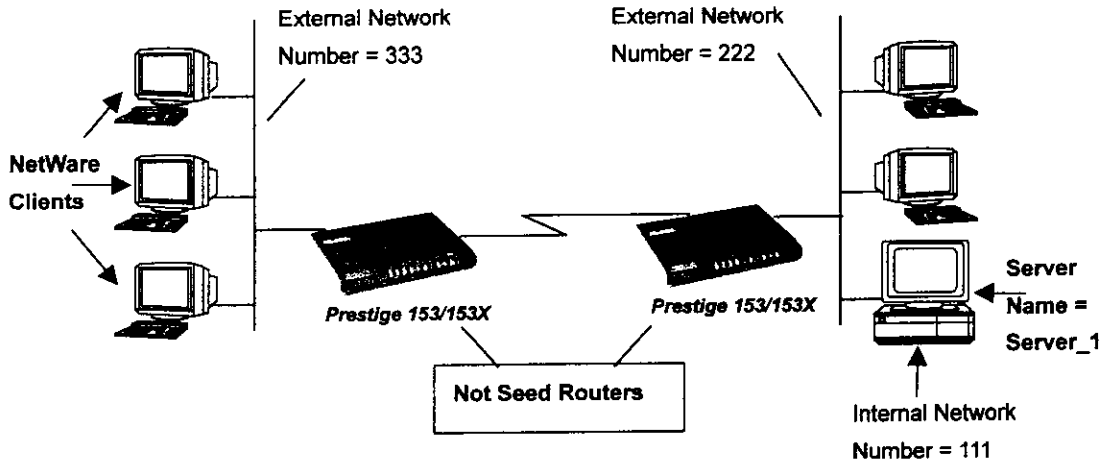 External Network
Number = 333
External Network
Number = 222
NetWare
Clients
Prestige 153/153X
Prestige 153/153X
Server
Name =
Server_1
Not Seed Routers
Internal Network
Number = 111